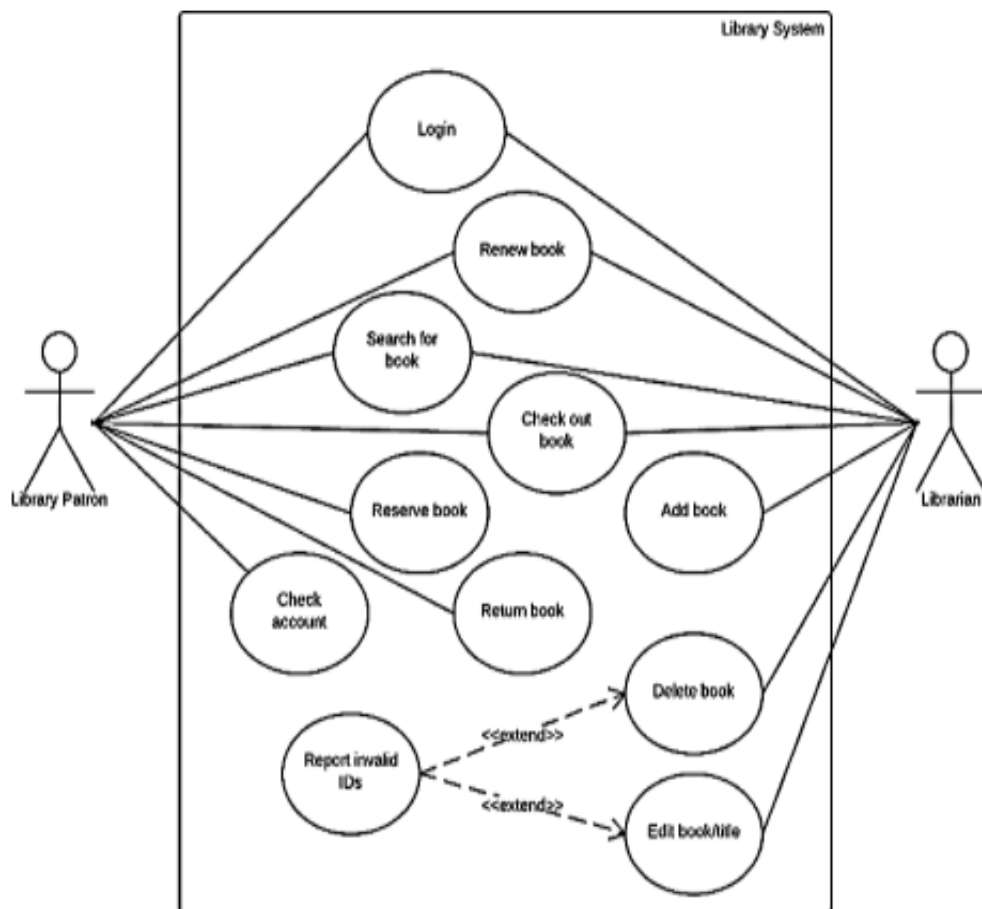 Library System
Login
Renew book
Search for
book
Check out
book
Library Patron
Reserve book
Add book
Librarian
Check
account
Return book
Delete book
<<extend>>
Report invalid
IDs
<<extend>>
Edit book/title